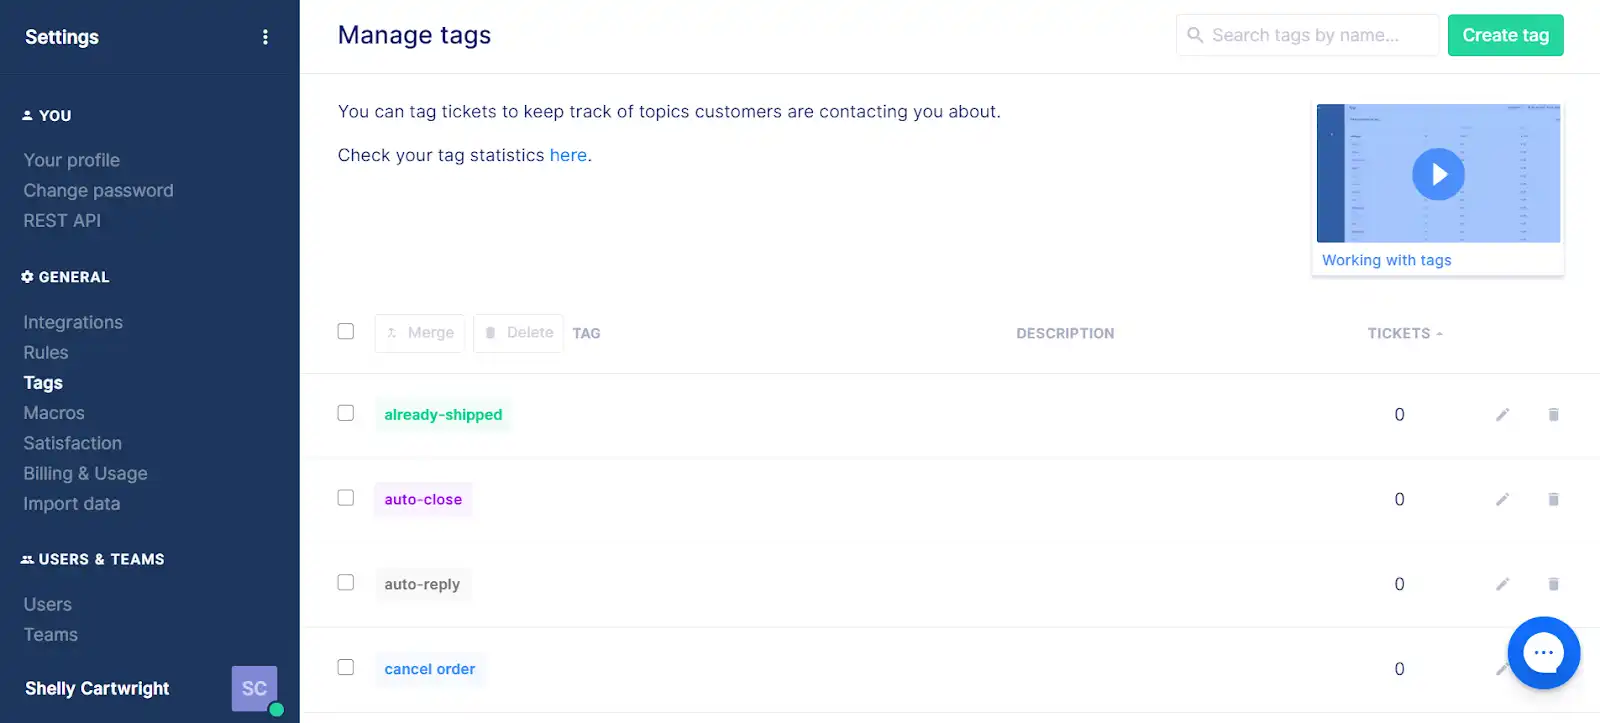 Settings
YOU
Your profile
Change password
REST API
GENERAL
Integrations
Rules
Tags
Macros
Satisfaction
Billing & Usage
Import data
USERS & TEAMS
Users
Teams
Shelly Cartwright
SC
Manage tags
Search tags by name...
Create tag
You can tag tickets to keep track of topics customers are contacting you about.
Check your tag statistics here.
Working with tags
Merge Delete TAG DESCRIPTION TICKETS
already-shipped 0
auto-close 0
auto-reply 0
cancel order 0